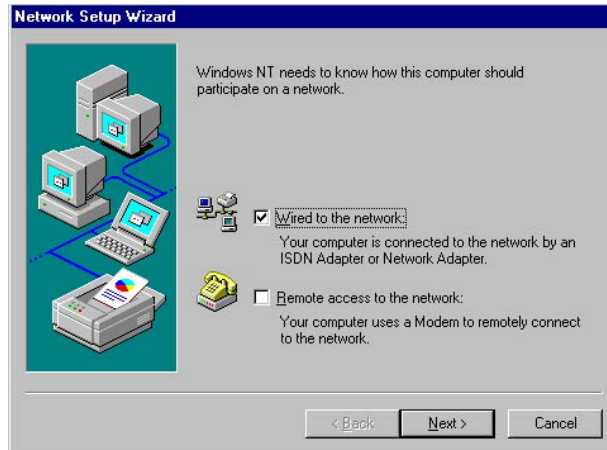 Network Setup Wizard
Windows NT needs to know how this computer should
participate on a network.
Wired to the network:
Your computer is connected to the network by an
ISDN Adapter or Network Adapter.
Remote access to the network:
Your computer uses a Modem to remotely connect
to the network.
< Back
Next >
Cancel